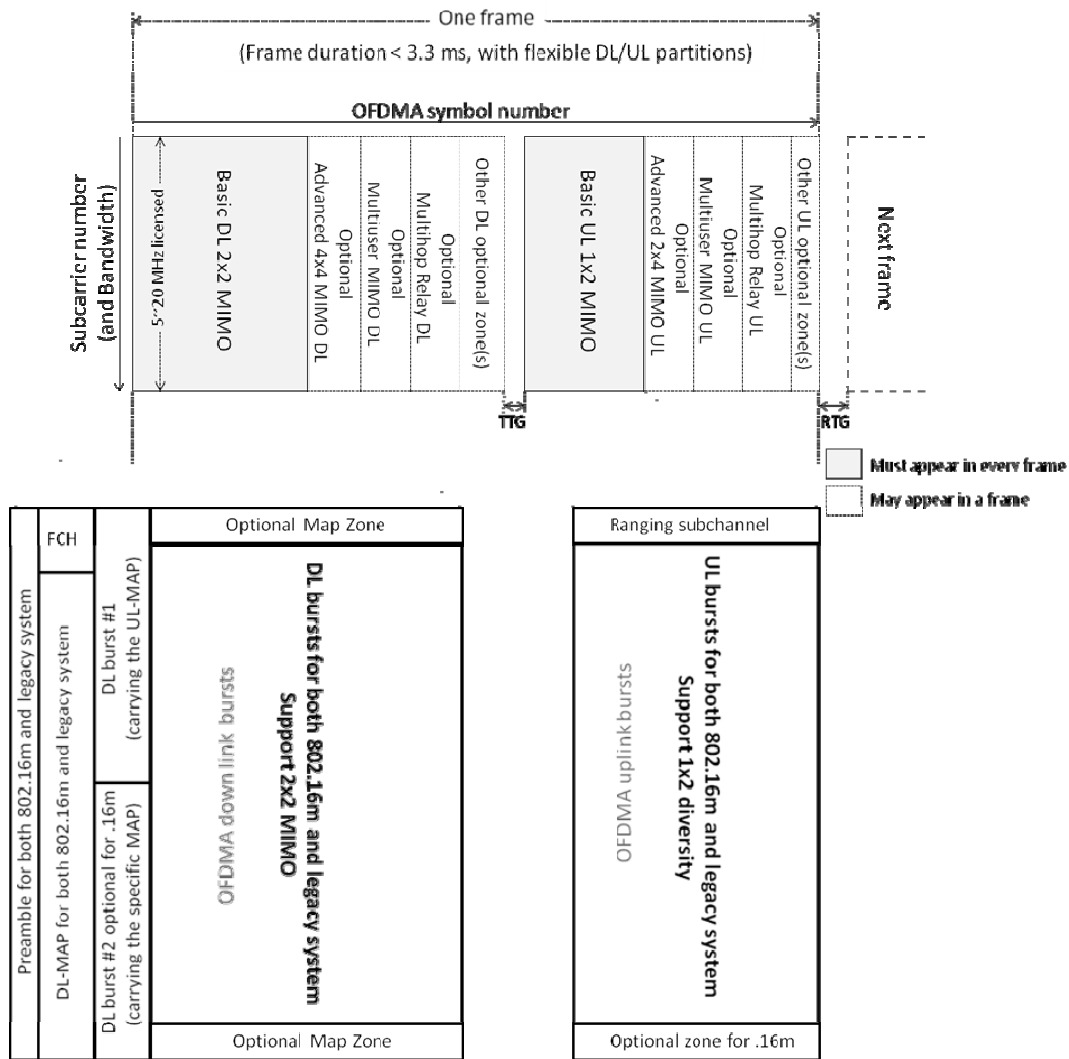 One frame
(Frame duration < 3.3 ms, with flexible DL/UL partitions)
OFDMA symbol number
Subcarrier number
(and Bandwidth)
5~20 MHz licensed
Basic DL 2x2 MIMO
Advanced 4x4 MIMO DL
Optional
Multiuser MIMO DL
Optional
Multihop Relay DL
Optional
Other DL optional zone(s)
TTG
Basic UL 1x2 MIMO
Advanced 2x4 MIMO UL
Optional
Multiuser MIMO UL
Optional
Multihop Relay UL
Optional
Other UL optional zone(s)
RTG
Next frame
Must appear in every frame
May appear in a frame
Preamble for both 802.16m and legacy system
FCH
DL-MAP for both 802.16m and legacy system
DL burst #1
(carrying the UL-MAP)
DL burst #2 optional for .16m
(carrying the specific MAP)
Optional Map Zone
OFDMA down link bursts
DL bursts for both 802.16m and legacy system
Support 2x2 MIMO
Optional Map Zone
Ranging subchannel
OFDMA uplink bursts
UL bursts for both 802.16m and legacy system
Support 1x2 diversity
Optional zone for .16m